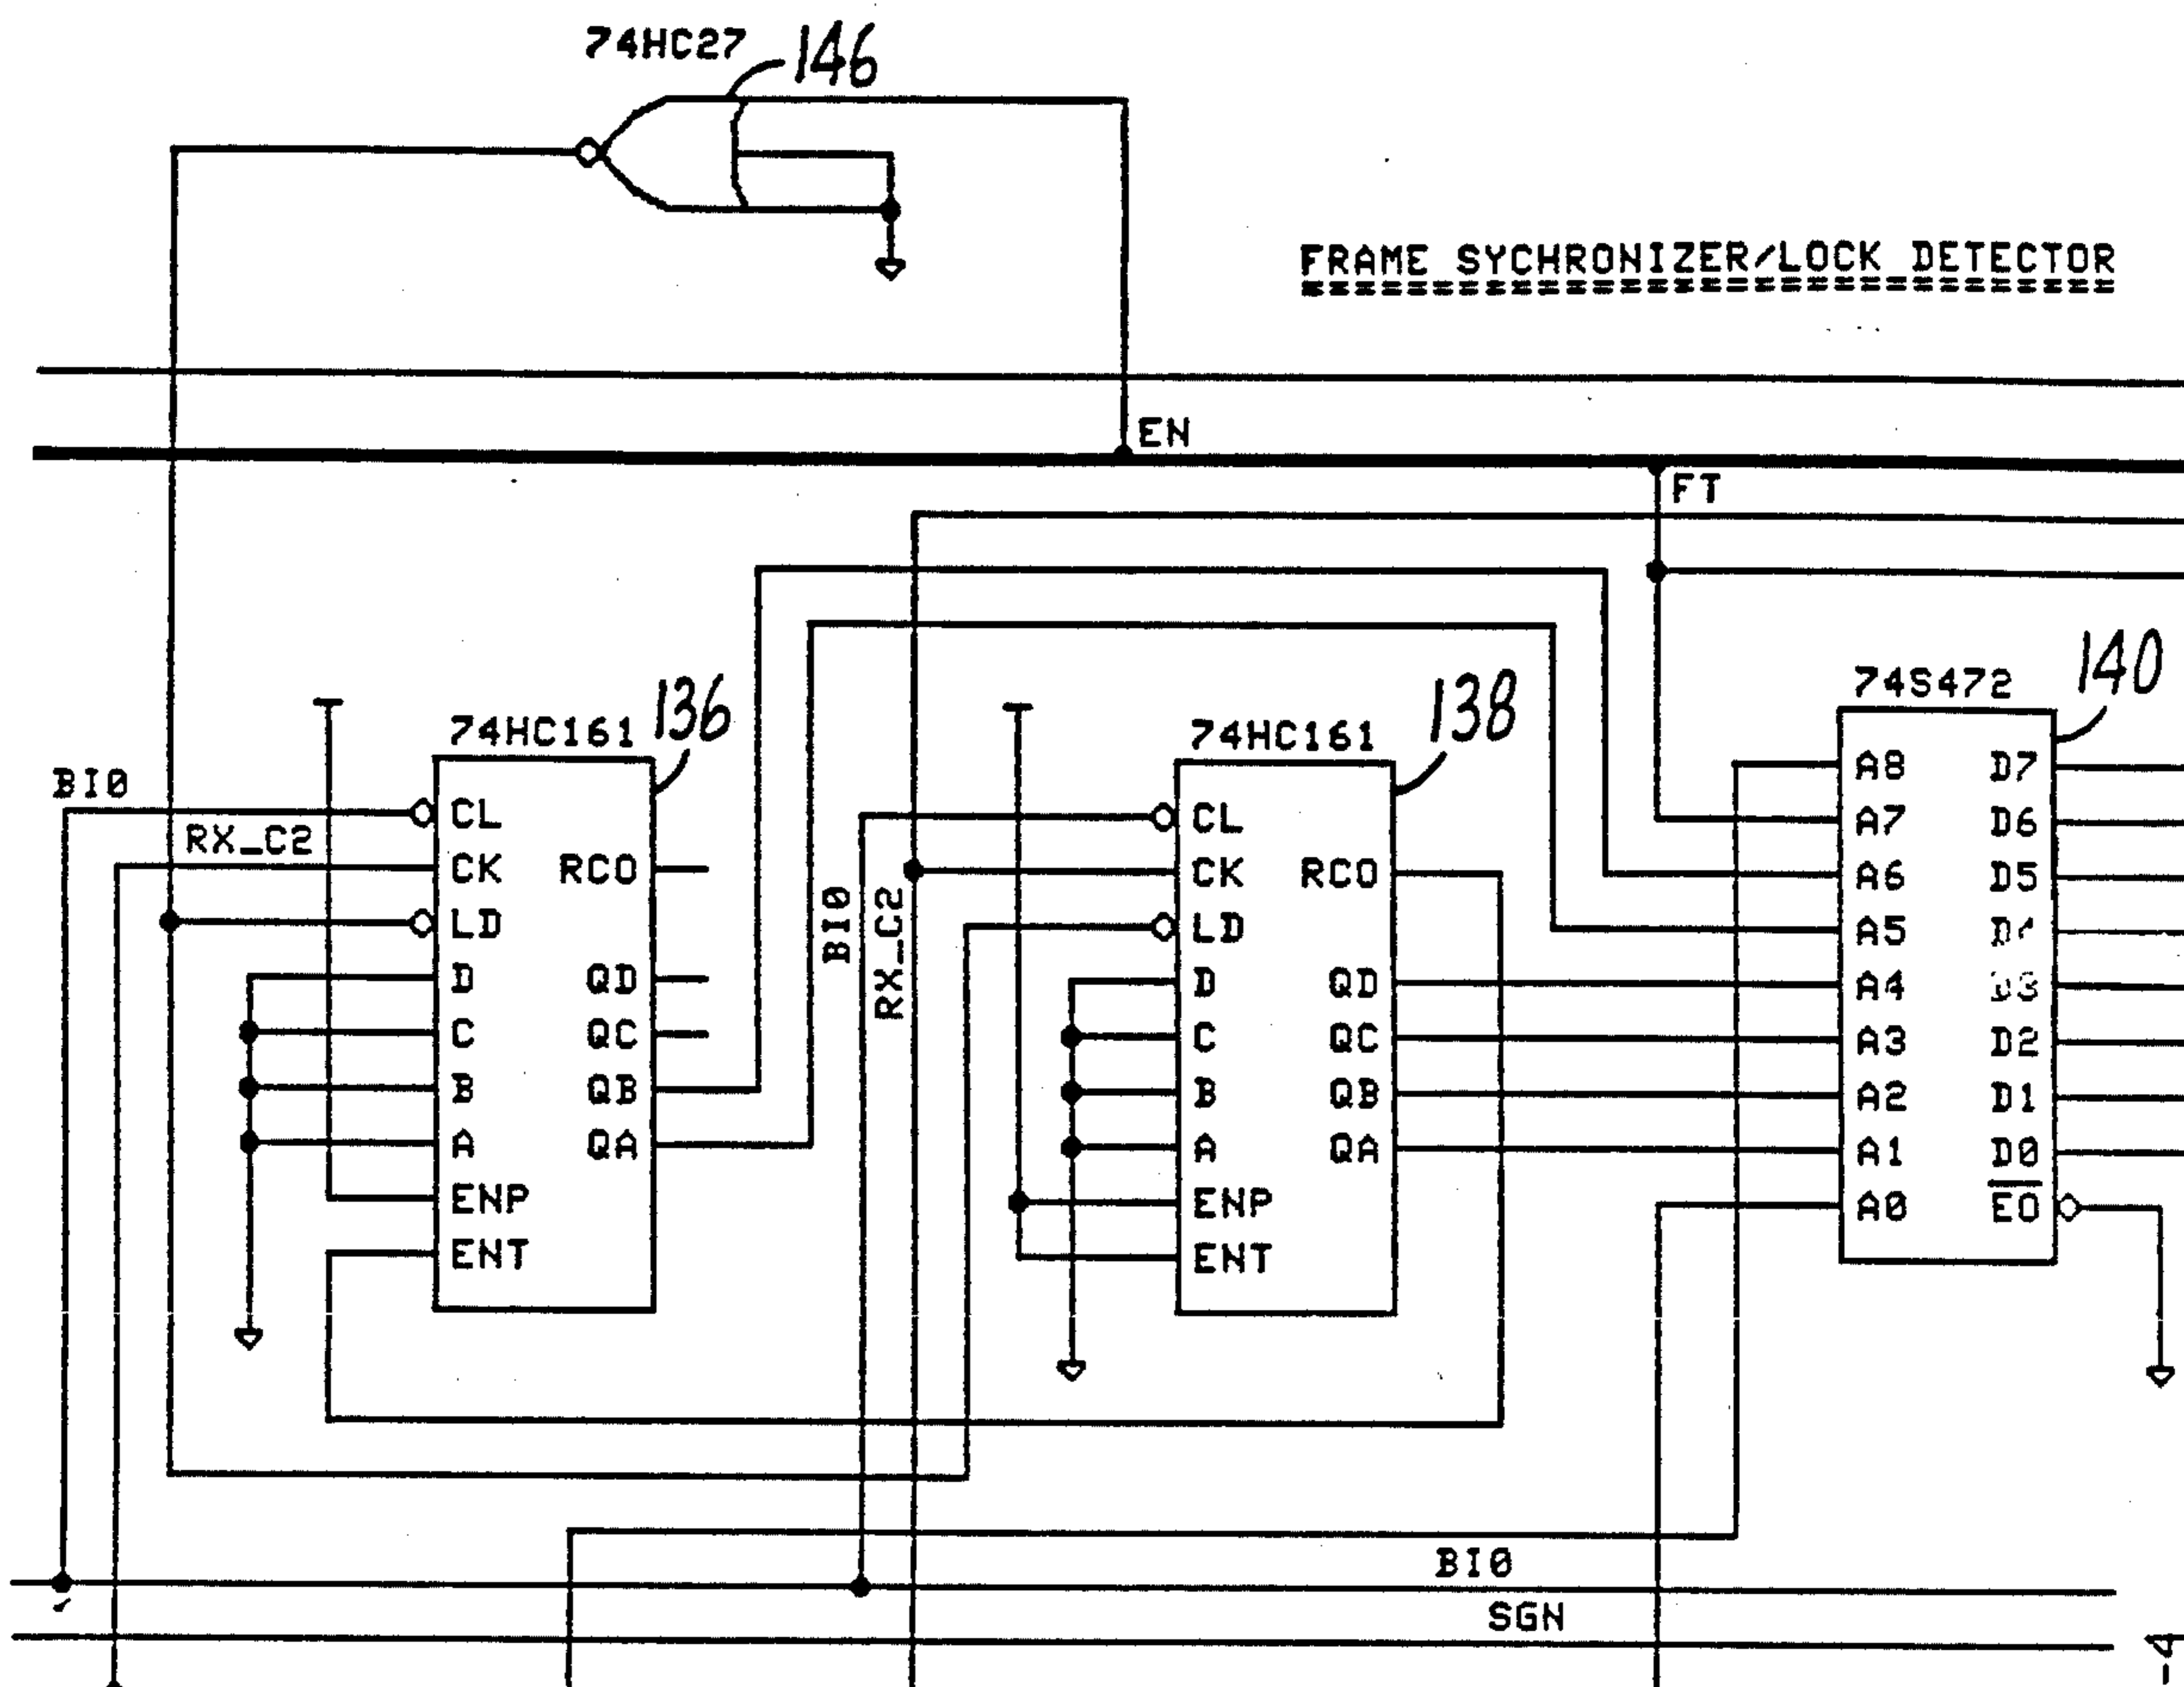 74HC27 146
FRAME SYCHRONIZER/LOCK DETECTOR
EN
FT
74HC161 136
BI0
RX_C2
CL
CK
LD
D
C
B
A
ENP
ENT
RCO
QD
QC
QB
QA
BI0
RX_C2
74HC161 138
CL
CK
LD
D
C
B
A
ENP
ENT
RCO
QD
QC
QB
QA
74S472 140
A8 D7
A7 D6
A6 D5
A5 D4
A4 D3
A3 D2
A2 D1
A1 D0
A0 EO
BI0
SGN